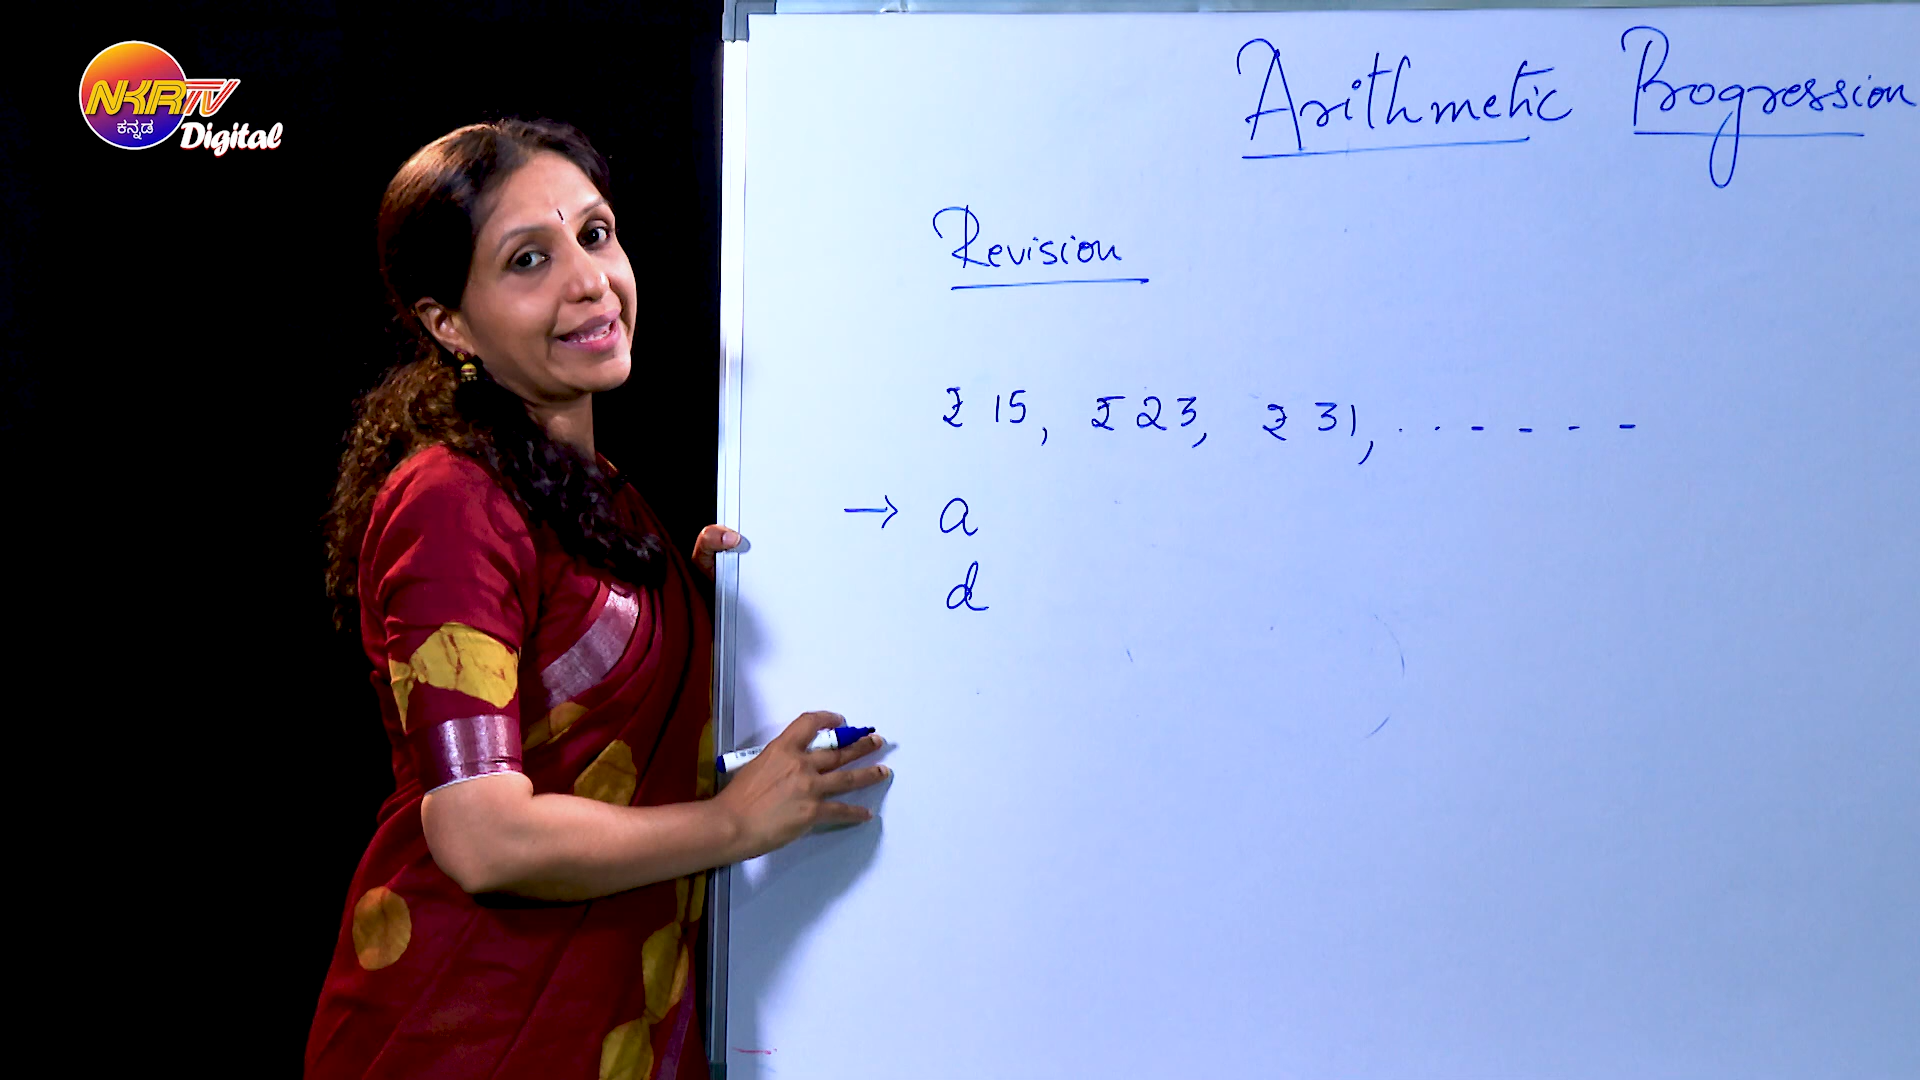 NKR TV
ಕನ್ನಡ
Digital
Arithmetic Progression
Revision
₹ 15, ₹ 23, ₹ 31, . . - - - -
→ a
d